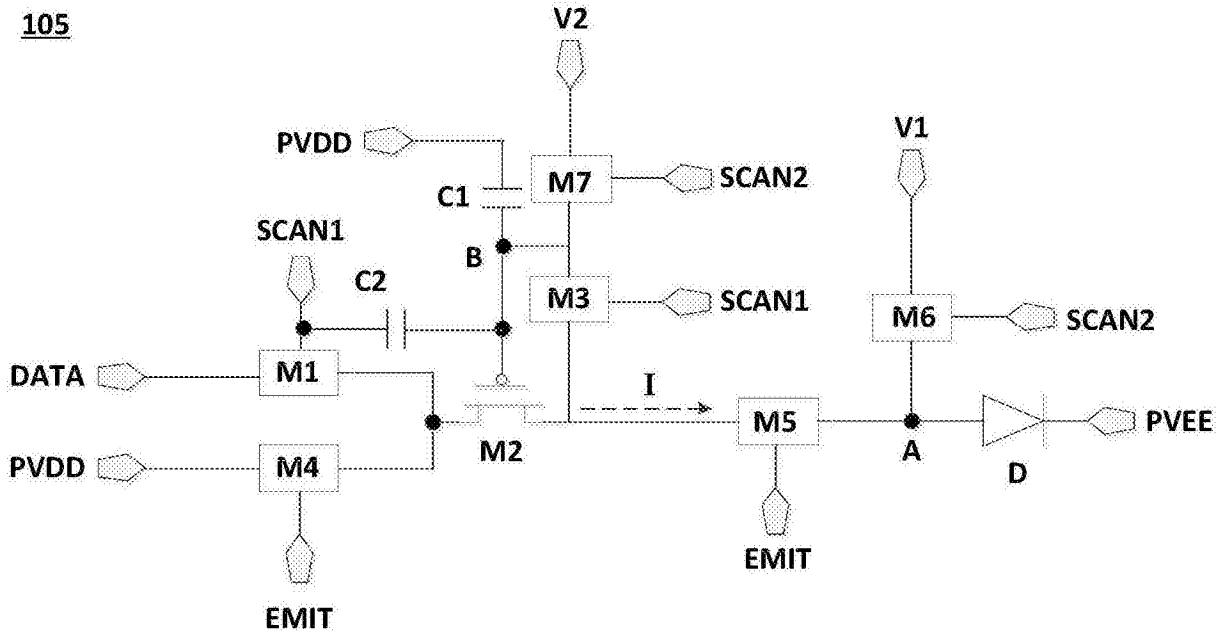 105
V2
PVDD
V1
M7
SCAN2
C1
SCAN1
B
C2
M3
SCAN1
M6
SCAN2
DATA
M1
I
M5
PVEE
M2
A
D
PVDD
M4
EMIT
EMIT